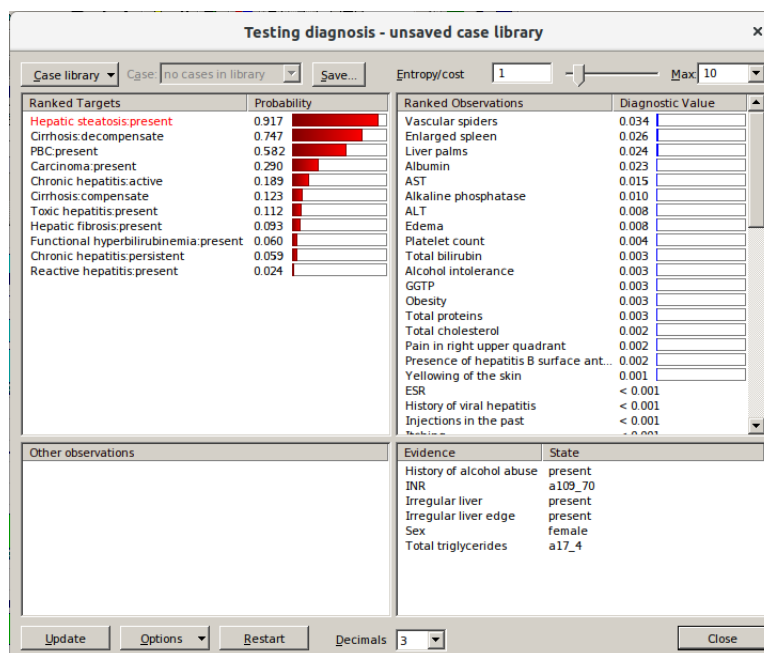 Testing diagnosis - unsaved case library
x
Case library
Case: no cases in library
Save...
Entropy/cost 1
Max: 10
Ranked Targets Probability
Hepatic steatosis:present 0.917
Cirrhosis:decompensate 0.747
PBC:present 0.582
Carcinoma:present 0.290
Chronic hepatitis:active 0.189
Cirrhosis:compensate 0.123
Toxic hepatitis:present 0.112
Hepatic fibrosis:present 0.093
Functional hyperbilirubinemia:present 0.060
Chronic hepatitis:persistent 0.059
Reactive hepatitis:present 0.024
Ranked Observations Diagnostic Value
Vascular spiders 0.034
Enlarged spleen 0.026
Liver palms 0.024
Albumin 0.023
AST 0.015
Alkaline phosphatase 0.010
ALT 0.008
Edema 0.008
Platelet count 0.004
Total bilirubin 0.003
Alcohol intolerance 0.003
GGTP 0.003
Obesity 0.003
Total proteins 0.003
Total cholesterol 0.002
Pain in right upper quadrant 0.002
Presence of hepatitis B surface ant... 0.002
Yellowing of the skin 0.001
ESR < 0.001
History of viral hepatitis < 0.001
Injections in the past < 0.001
Other observations
Evidence State
History of alcohol abuse present
INR a109_70
Irregular liver present
Irregular liver edge present
Sex female
Total triglycerides a17_4
Update
Options
Restart
Decimals 3
Close